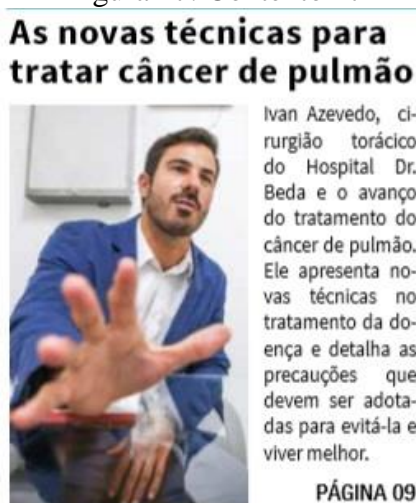 As novas técnicas para
tratar câncer de pulmão
Ivan Azevedo, ci-
rurgião torácico
do Hospital Dr.
Beda e o avanço
do tratamento do
câncer de pulmão.
Ele apresenta no-
vas técnicas no
tratamento da do-
ença e detalha as
precauções que
devem ser adota-
das para evitá-la e
viver melhor.
PÁGINA 09